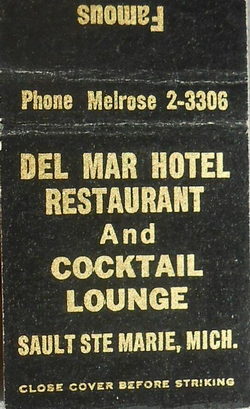 Famous
Phone Melrose 2-3306
DEL MAR HOTEL
RESTAURANT
And
COCKTAIL
LOUNGE
SAULT STE MARIE, MICH.
CLOSE COVER BEFORE STRIKING